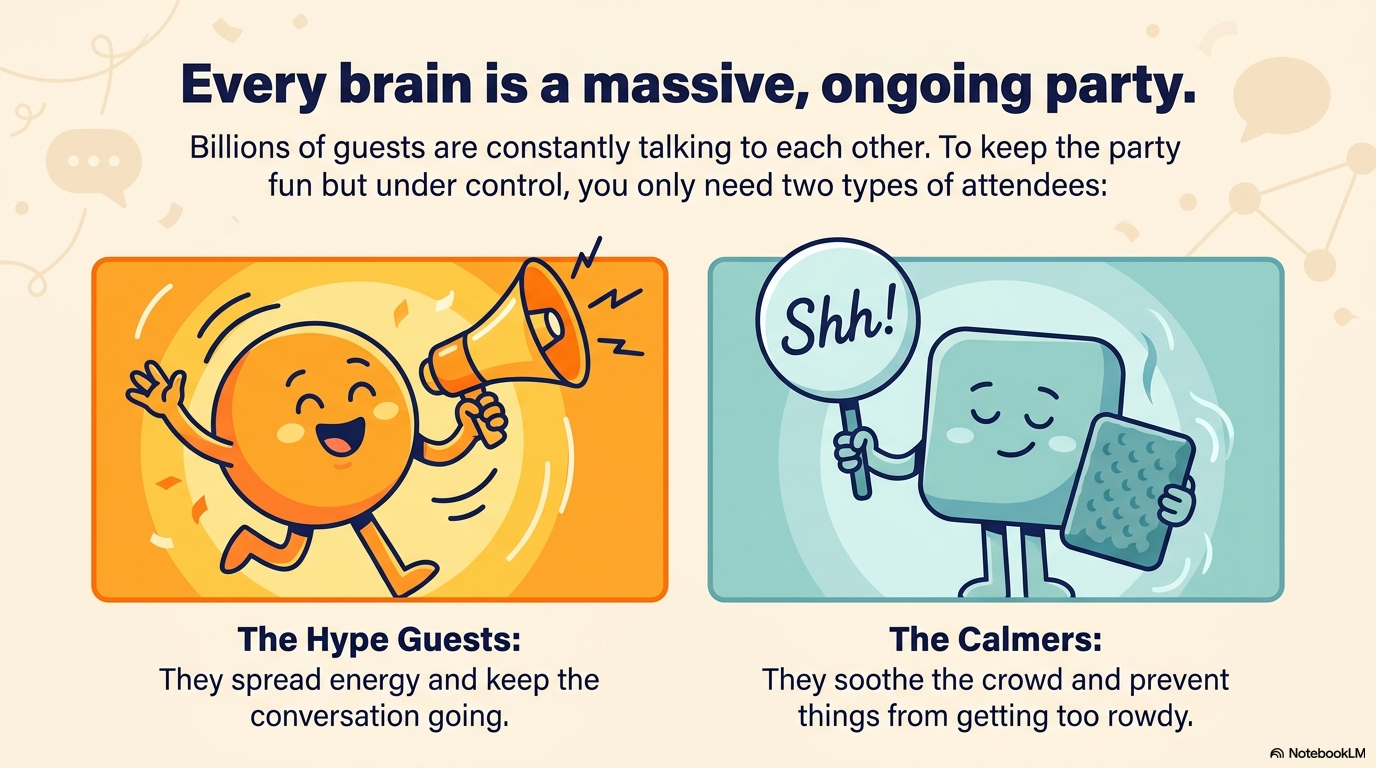 Every brain is a massive, ongoing party.
Billions of guests are constantly talking to each other. To keep the party
fun but under control, you only need two types of attendees:
Shh!
The Hype Guests:
They spread energy and keep the
conversation going.
The Calmers:
They soothe the crowd and prevent
things from getting too rowdy.
NotebookLM